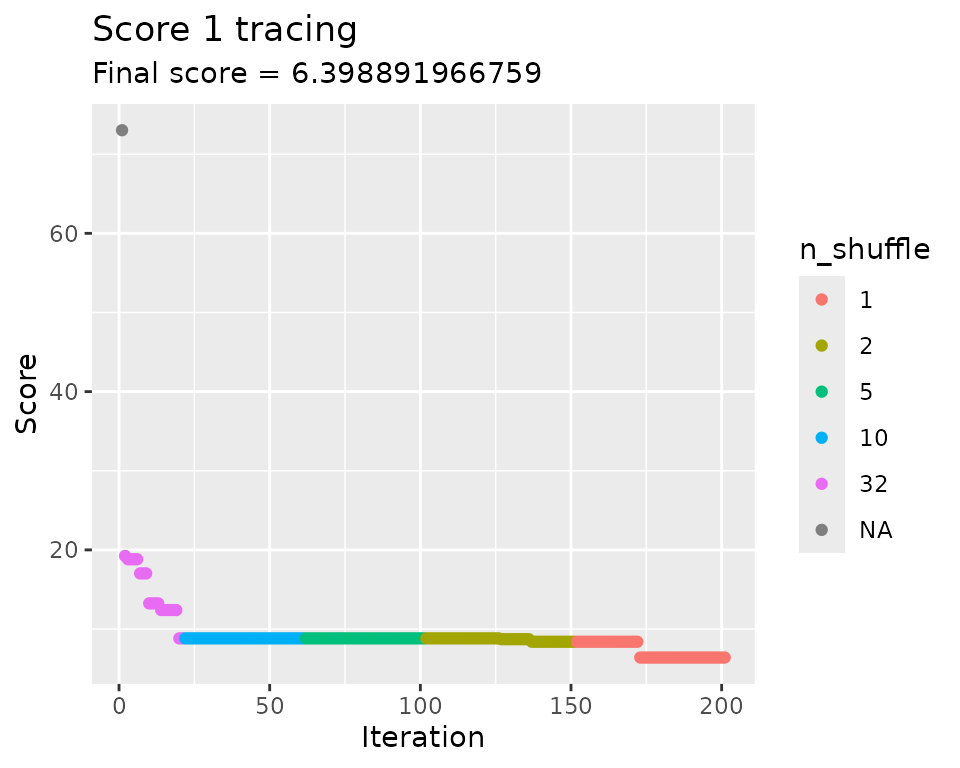 Score 1 tracing
Final score = 6.398891966759
60
40
20
Score
0 50 100 150 200
Iteration
n_shuffle
1
2
5
10
32
NA